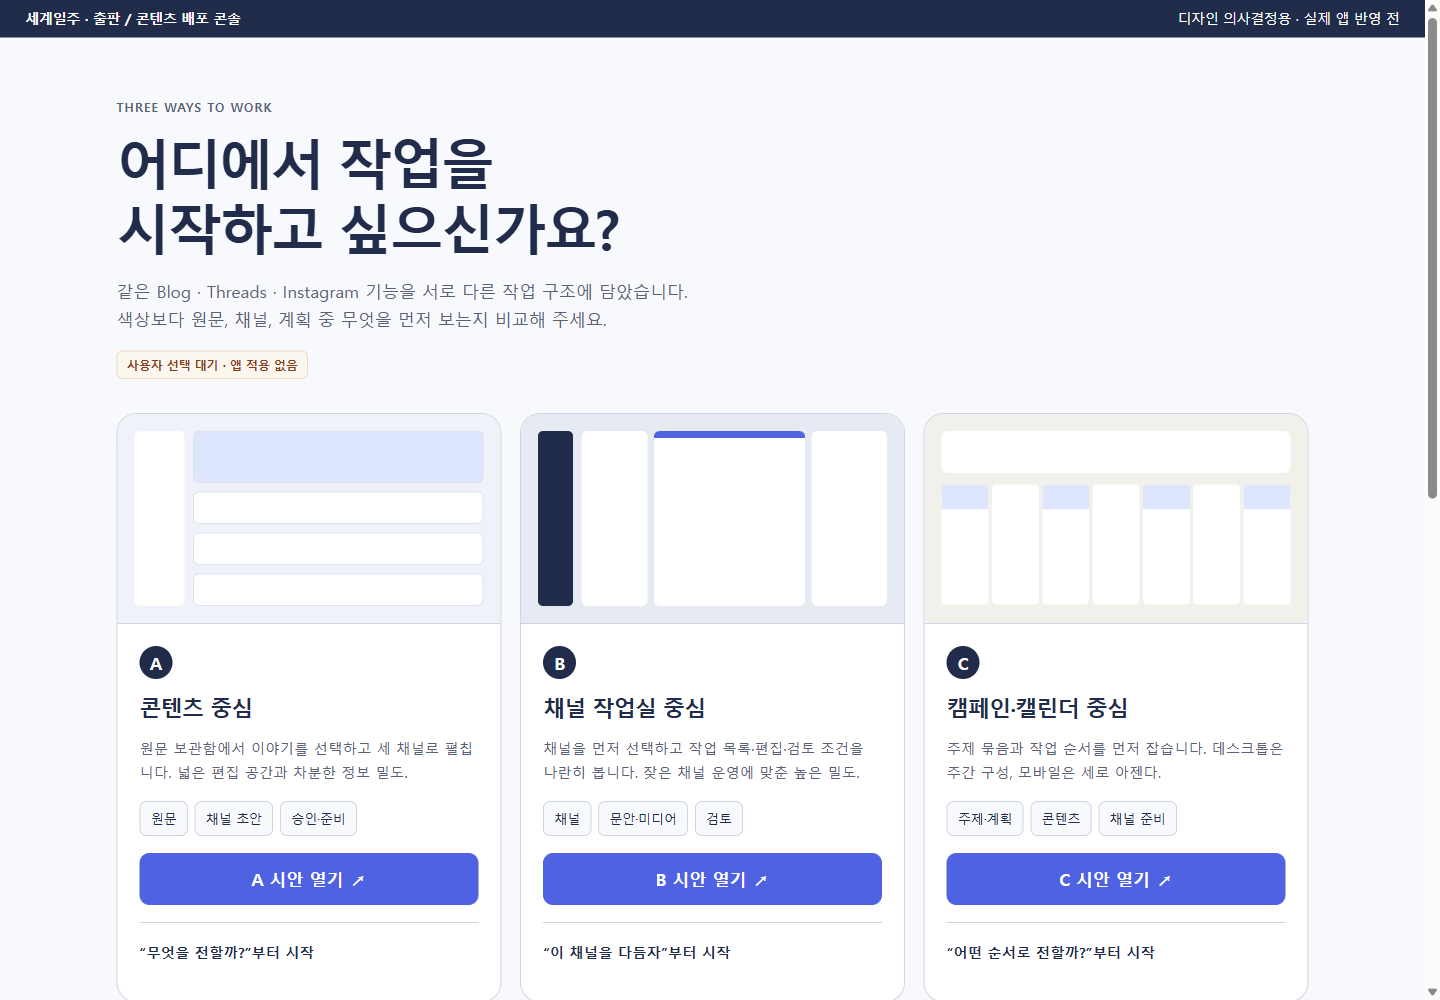 세계일주 · 출판 / 콘텐츠 배포 콘솔
디자인 의사결정용 · 실제 앱 반영 전
THREE WAYS TO WORK
어디에서 작업을
시작하고 싶으신가요?
같은 Blog · Threads · Instagram 기능을 서로 다른 작업 구조에 담았습니다.
색상보다 원문, 채널, 계획 중 무엇을 먼저 보는지 비교해 주세요.
사용자 선택 대기 · 앱 적용 없음
A
콘텐츠 중심
원문 보관함에서 이야기를 선택하고 세 채널로 펼칩
니다. 넓은 편집 공간과 차분한 정보 밀도.
원문
채널 초안
승인·준비
A 시안 열기 ↗
“무엇을 전할까?”부터 시작
B
채널 작업실 중심
채널을 먼저 선택하고 작업 목록·편집·검토 조건을
나란히 봅니다. 잦은 채널 운영에 맞춘 높은 밀도.
채널
문안·미디어
검토
B 시안 열기 ↗
“이 채널을 다듬자”부터 시작
C
캠페인·캘린더 중심
주제 묶음과 작업 순서를 먼저 잡습니다. 데스크톱은
주간 구성, 모바일은 세로 아젠다.
주제·계획
콘텐츠
채널 준비
C 시안 열기 ↗
“어떤 순서로 전할까?”부터 시작